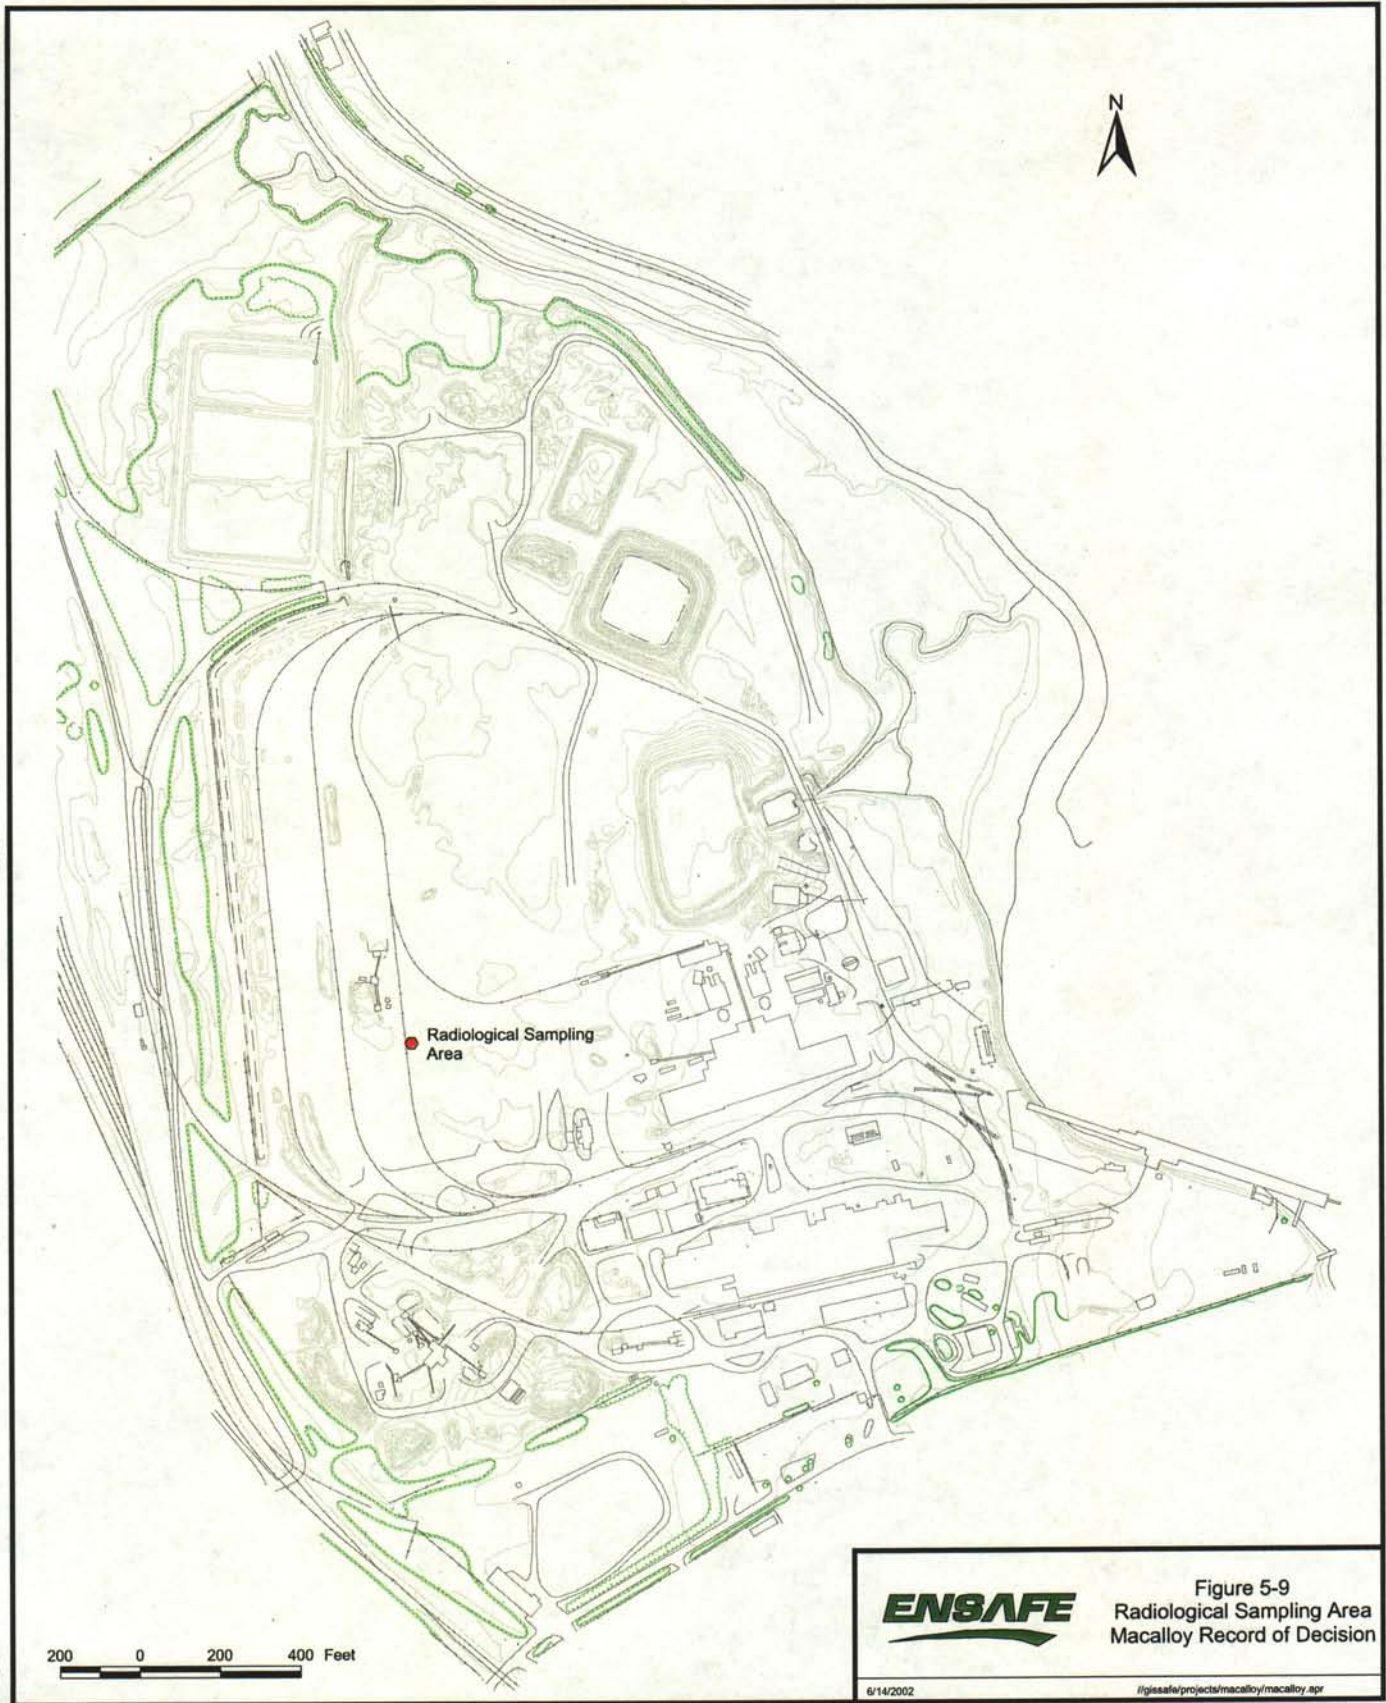 N
Radiological Sampling
Area
200 0 200 400 Feet
ENSAFE
Figure 5-9
Radiological Sampling Area
Macalloy Record of Decision
6/14/2002
//gissafe/projects/macalloy/macalloy.apr